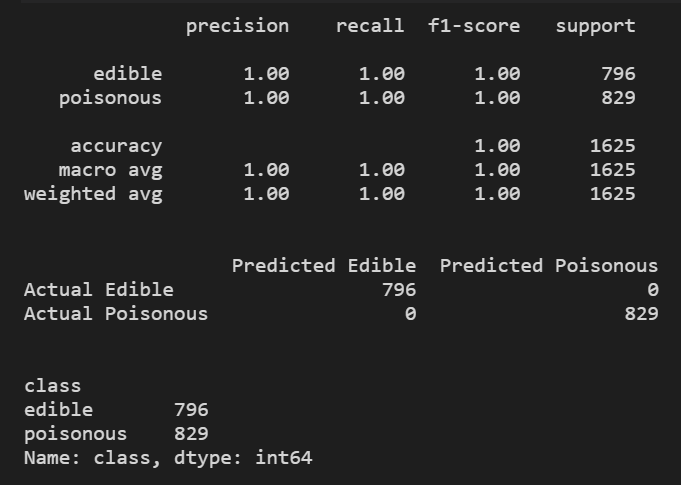 precision recall f1-score support
edible 1.00 1.00 1.00 796
poisonous 1.00 1.00 1.00 829
accuracy 1.00 1625
macro avg 1.00 1.00 1.00 1625
weighted avg 1.00 1.00 1.00 1625
Predicted Edible Predicted Poisonous
Actual Edible 796 0
Actual Poisonous 0 829
class
edible 796
poisonous 829
Name: class, dtype: int64